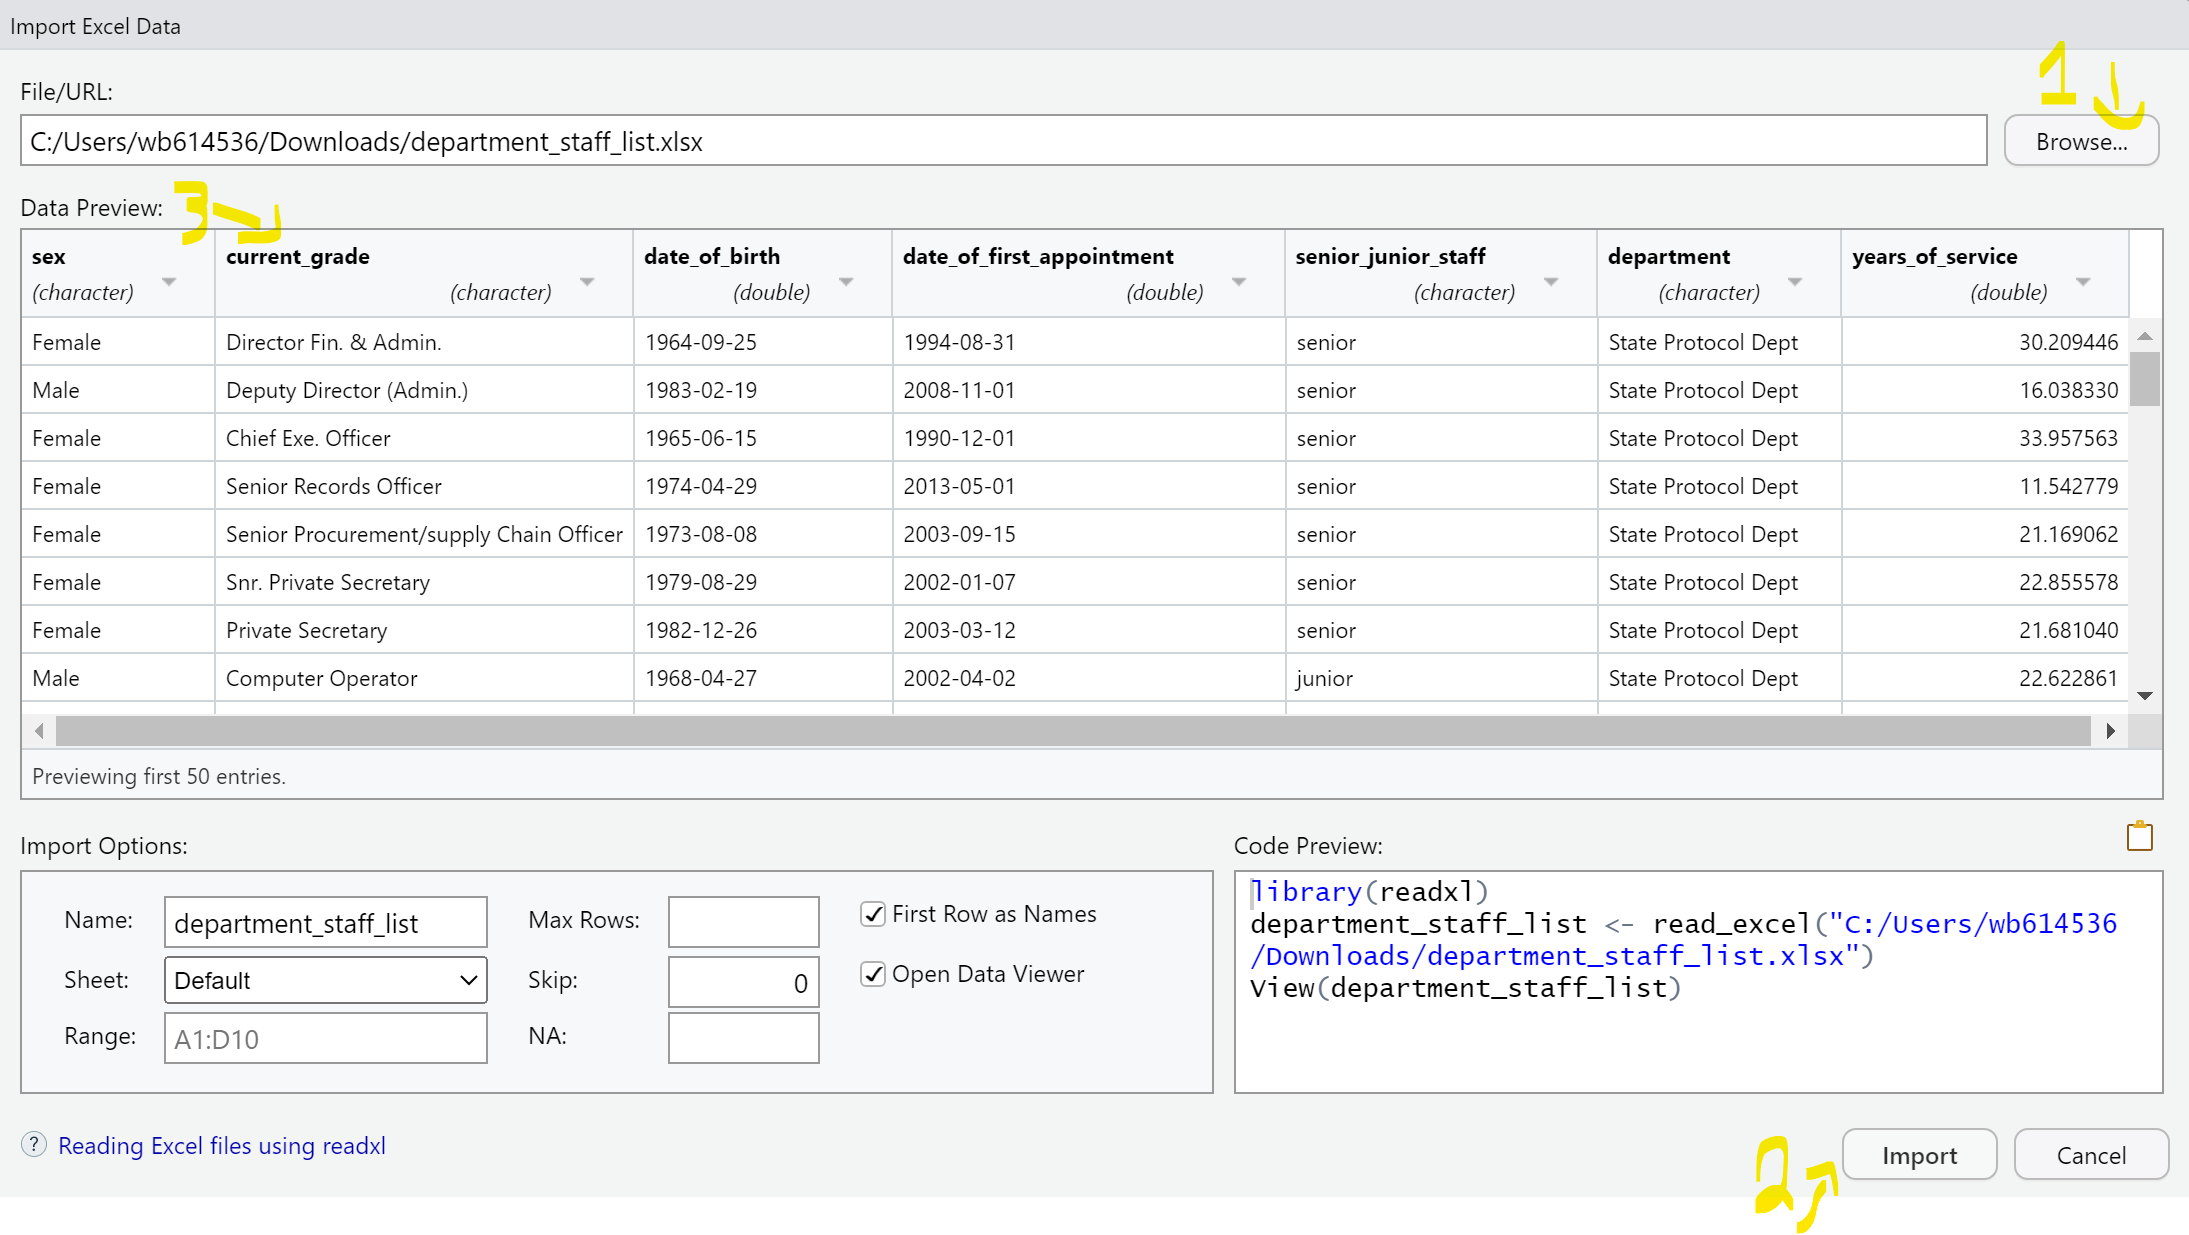 Import Excel Data
1
File/URL:
C:/Users/wb614536/Downloads/department_staff_list.xlsx Browse...
Data Preview: 3
sex current_grade date_of_birth date_of_first_appointment senior_junior_staff department years_of_service
(character) (character) (double) (double) (character) (character) (double)
Female Director Fin. & Admin. 1964-09-25 1994-08-31 senior State Protocol Dept 30.209446
Male Deputy Director (Admin.) 1983-02-19 2008-11-01 senior State Protocol Dept 16.038330
Female Chief Exe. Officer 1965-06-15 1990-12-01 senior State Protocol Dept 33.957563
Female Senior Records Officer 1974-04-29 2013-05-01 senior State Protocol Dept 11.542779
Female Senior Procurement/supply Chain Officer 1973-08-08 2003-09-15 senior State Protocol Dept 21.169062
Female Snr. Private Secretary 1979-08-29 2002-01-07 senior State Protocol Dept 22.855578
Female Private Secretary 1982-12-26 2003-03-12 senior State Protocol Dept 21.681040
Male Computer Operator 1968-04-27 2002-04-02 junior State Protocol Dept 22.622861
Previewing first 50 entries.
Import Options:
Name: department_staff_list Max Rows: First Row as Names
Sheet: Default Skip: 0 Open Data Viewer
Range: A1:D10 NA:
Code Preview:
library(readxl)
department_staff_list <- read_excel("C:/Users/wb614536
/Downloads/department_staff_list.xlsx")
View(department_staff_list)
? Reading Excel files using readxl
2 Import Cancel